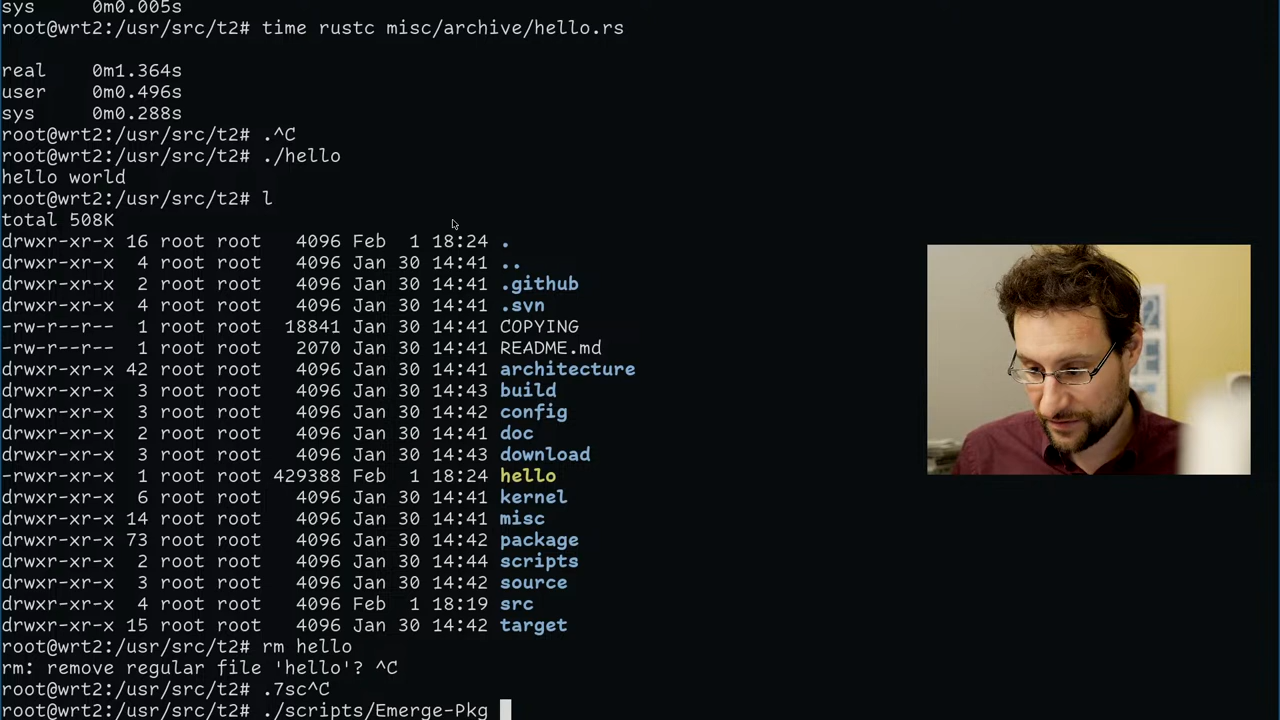 sys     0m0.005s
root@wrt2:/usr/src/t2# time rustc misc/archive/hello.rs
real    0m1.364s
user    0m0.496s
sys     0m0.288s
root@wrt2:/usr/src/t2# .^C
root@wrt2:/usr/src/t2# ./hello
hello world
root@wrt2:/usr/src/t2# l
total 508K
drwxr-xr-x 16 root root   4096 Feb  1 18:24 .
drwxr-xr-x  4 root root   4096 Jan 30 14:41 ..
drwxr-xr-x  2 root root   4096 Jan 30 14:41 .github
drwxr-xr-x  4 root root   4096 Jan 30 14:41 .svn
-rw-r--r--  1 root root  18841 Jan 30 14:41 COPYING
-rw-r--r--  1 root root   2070 Jan 30 14:41 README.md
drwxr-xr-x 42 root root   4096 Jan 30 14:41 architecture
drwxr-xr-x  3 root root   4096 Jan 30 14:43 build
drwxr-xr-x  3 root root   4096 Jan 30 14:42 config
drwxr-xr-x  2 root root   4096 Jan 30 14:41 doc
drwxr-xr-x  3 root root   4096 Jan 30 14:43 download
-rwxr-xr-x  1 root root 429388 Feb  1 18:24 hello
drwxr-xr-x  6 root root   4096 Jan 30 14:41 kernel
drwxr-xr-x 14 root root   4096 Jan 30 14:41 misc
drwxr-xr-x 73 root root   4096 Jan 30 14:42 package
drwxr-xr-x  2 root root   4096 Jan 30 14:44 scripts
drwxr-xr-x  3 root root   4096 Jan 30 14:42 source
drwxr-xr-x  4 root root   4096 Feb  1 18:19 src
drwxr-xr-x 15 root root   4096 Jan 30 14:42 target
root@wrt2:/usr/src/t2# rm hello
rm: remove regular file 'hello'? ^C
root@wrt2:/usr/src/t2# .7sc^C
root@wrt2:/usr/src/t2# ./scripts/Emerge-Pkg